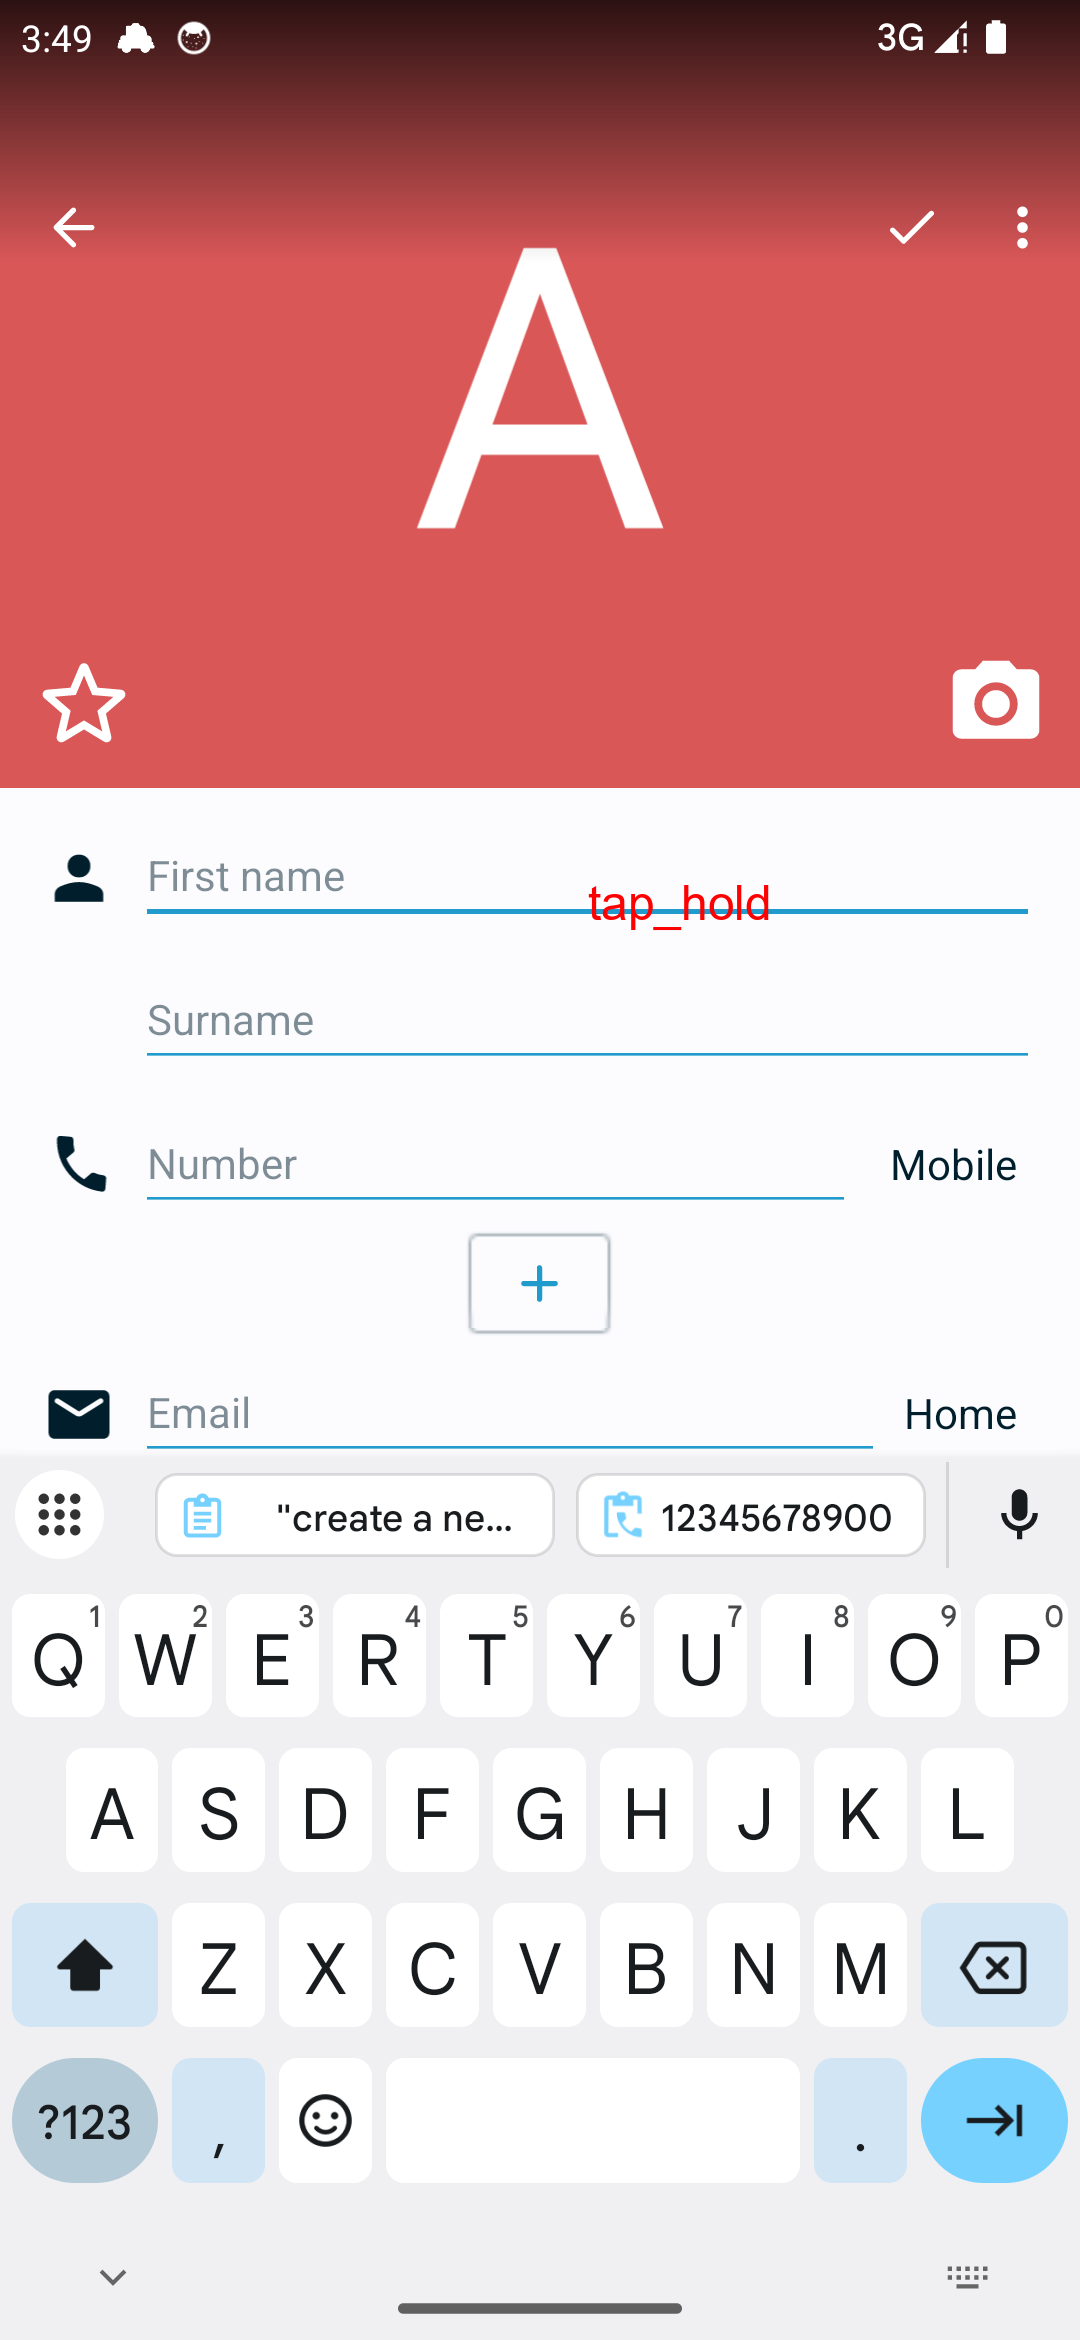 3:49
3G
A
First name
tap_hold
Surname
Number
Mobile
+
Email
Home
"create a ne...
12345678900
1 2 3 4 5 6 7 8 9 0
Q W E R T Y U I O P
A S D F G H J K L
Z X C V B N M
?123 , .